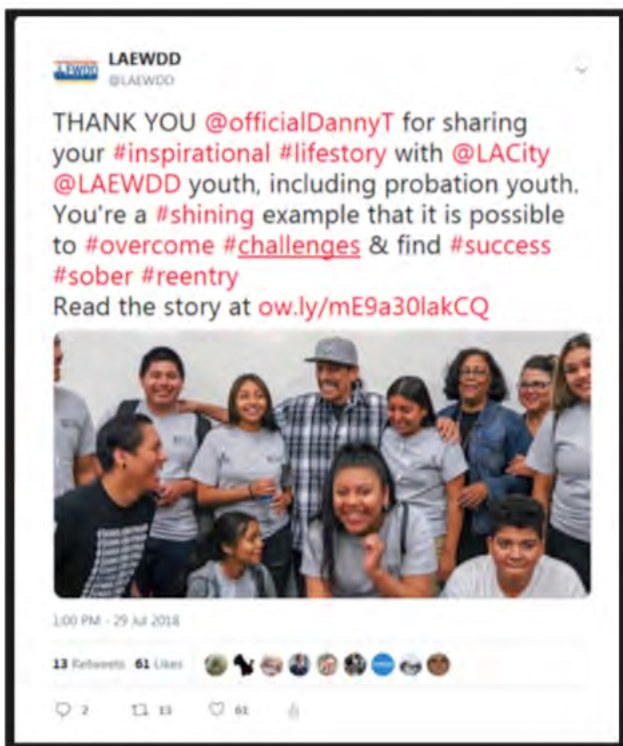 LAEWDD
@LAEWDD
THANK YOU @officialDannyT for sharing
your #inspirational #lifestory with @LACity
@LAEWDD youth, including probation youth.
You're a #shining example that it is possible
to #overcome #challenges & find #success
#sober #reentry
Read the story at ow.ly/mE9a30lakCQ
1:00 PM - 29 Jul 2018
13 Retweets 61 Likes
2 13 61